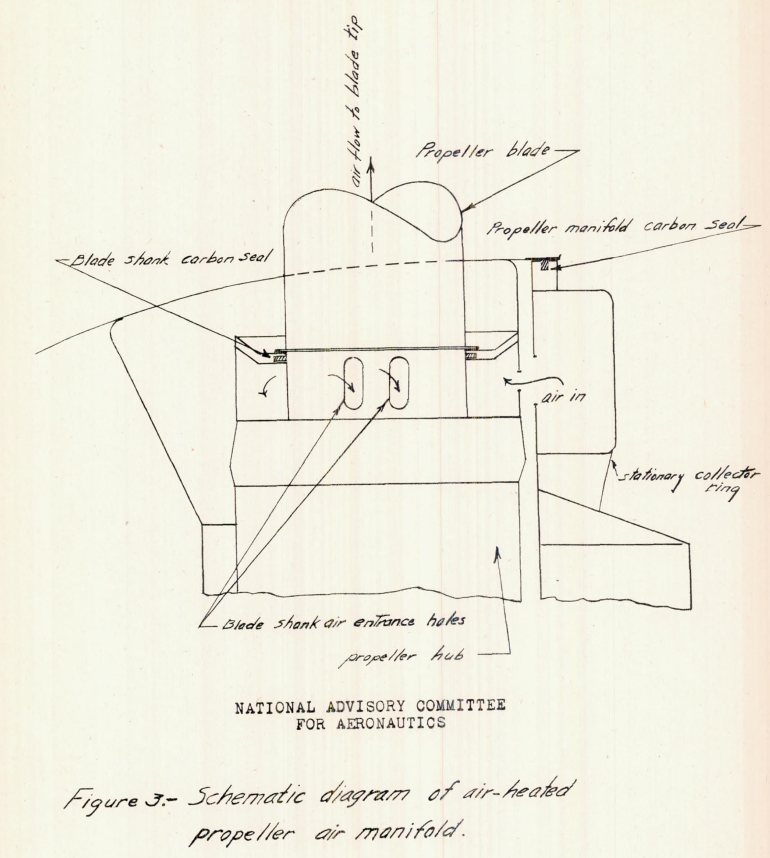 air flow to blade tip
Propeller blade
Propeller manifold carbon seal
Blade shank carbon seal
air in
stationary collector
ring
Blade shank air entrance holes
propeller hub
NATIONAL ADVISORY COMMITTEE
FOR AERONAUTICS
Figure 3.- Schematic diagram of air-heated
propeller air manifold.